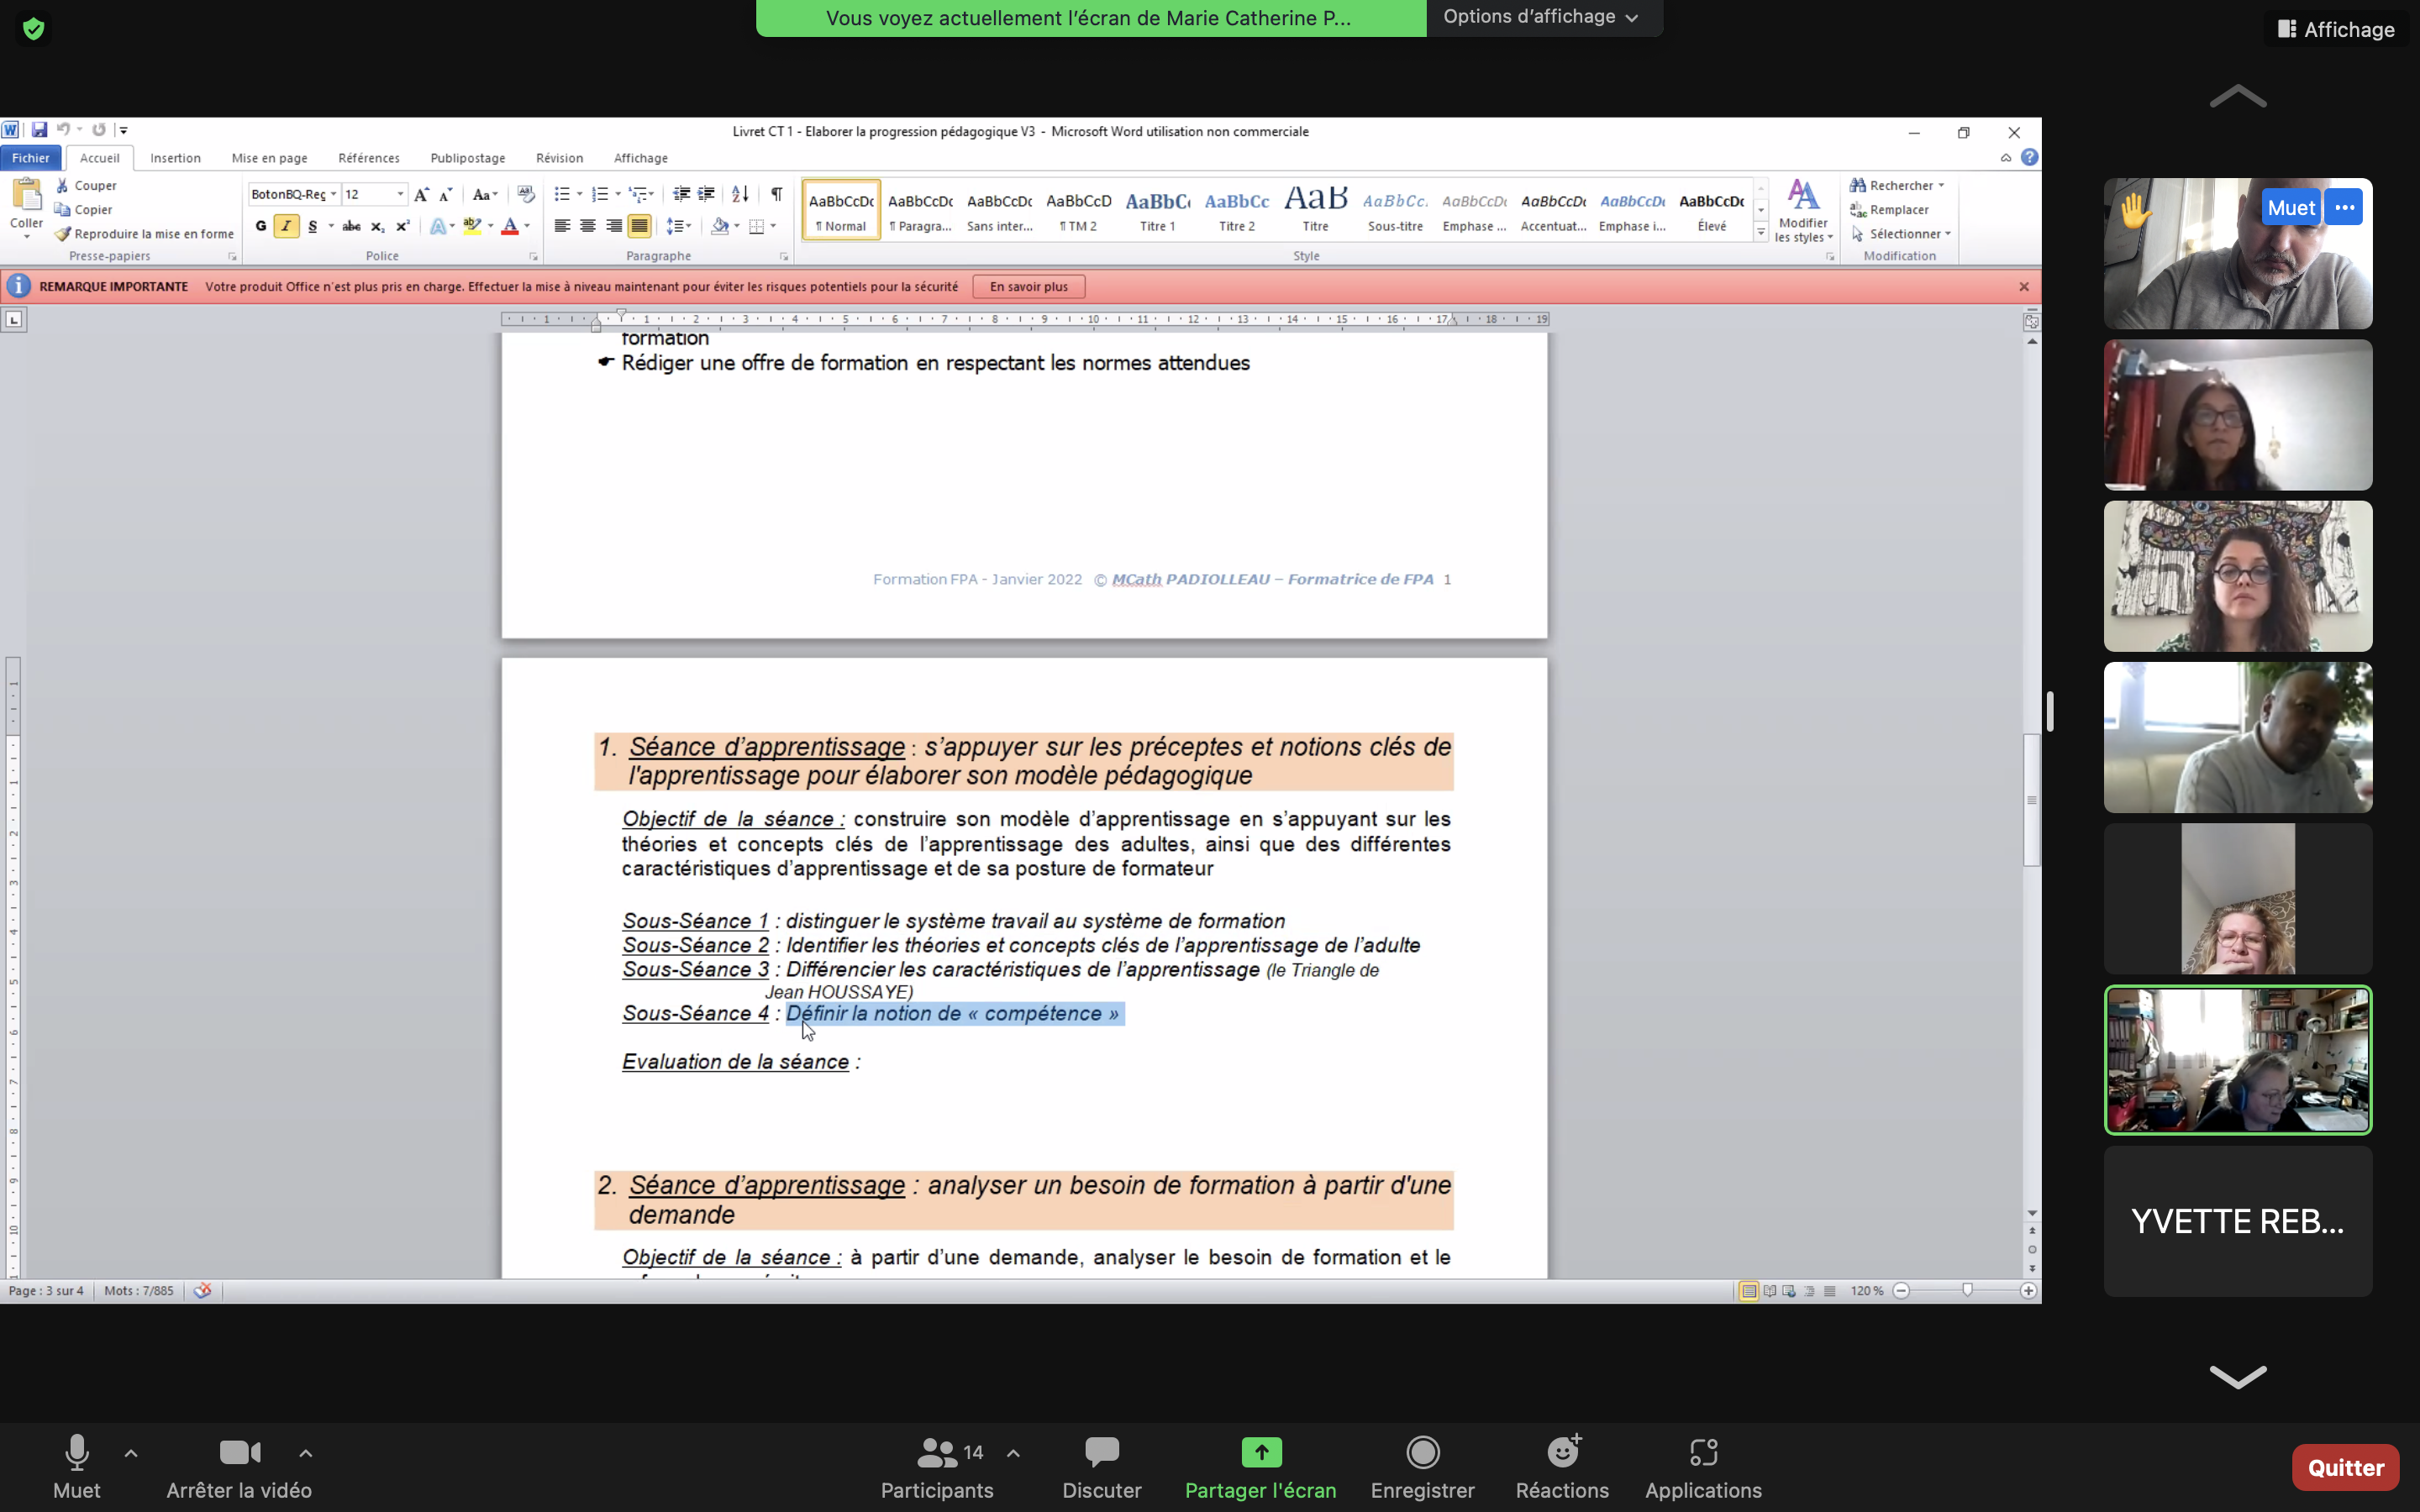 Vous voyez actuellement l'écran de Marie Catherine P...
Options d'affichage
Affichage
Livret CT 1 - Elaborer la progression pédagogique V3 - Microsoft Word utilisation non commerciale
Fichier Accueil Insertion Mise en page Références Publipostage Révision Affichage
Coller
Couper
Copier
Reproduire la mise en forme
Presse-papiers
BotonBQ-Reg 12
Police
Paragraphe
AaBbCcDc AaBbCcDc AaBbCcDc AaBbCcD AaBbC AaBbCc AaB AaBbCc. AaBbCcDc AaBbCcDc AaBbCcDc AaBbCcDc
¶ Normal ¶ Paragra... Sans inter... ¶ TM 2 Titre 1 Titre 2 Titre Sous-titre Emphase ... Accentuat... Emphase i... Élevé
Style
Modifier les styles
Rechercher
Remplacer
Sélectionner
Modification
REMARQUE IMPORTANTE Votre produit Office n'est plus pris en charge. Effectuer la mise à niveau maintenant pour éviter les risques potentiels pour la sécurité En savoir plus
formation
Rédiger une offre de formation en respectant les normes attendues
Formation FPA - Janvier 2022 © MCath PADIOLLEAU – Formatrice de FPA 1
1. Séance d'apprentissage : s'appuyer sur les préceptes et notions clés de
l'apprentissage pour élaborer son modèle pédagogique
Objectif de la séance : construire son modèle d'apprentissage en s'appuyant sur les
théories et concepts clés de l'apprentissage des adultes, ainsi que des différentes
caractéristiques d'apprentissage et de sa posture de formateur
Sous-Séance 1 : distinguer le système travail au système de formation
Sous-Séance 2 : Identifier les théories et concepts clés de l'apprentissage de l'adulte
Sous-Séance 3 : Différencier les caractéristiques de l'apprentissage (le Triangle de
Jean HOUSSAYE)
Sous-Séance 4 : Définir la notion de « compétence »
Evaluation de la séance :
2. Séance d'apprentissage : analyser un besoin de formation à partir d'une
demande
Objectif de la séance : à partir d'une demande, analyser le besoin de formation et le
Page : 3 sur 4 Mots : 7/885
120 %
Muet
YVETTE REB...
Muet
Arrêter la vidéo
14
Participants
Discuter
Partager l'écran
Enregistrer
Réactions
Applications
Quitter